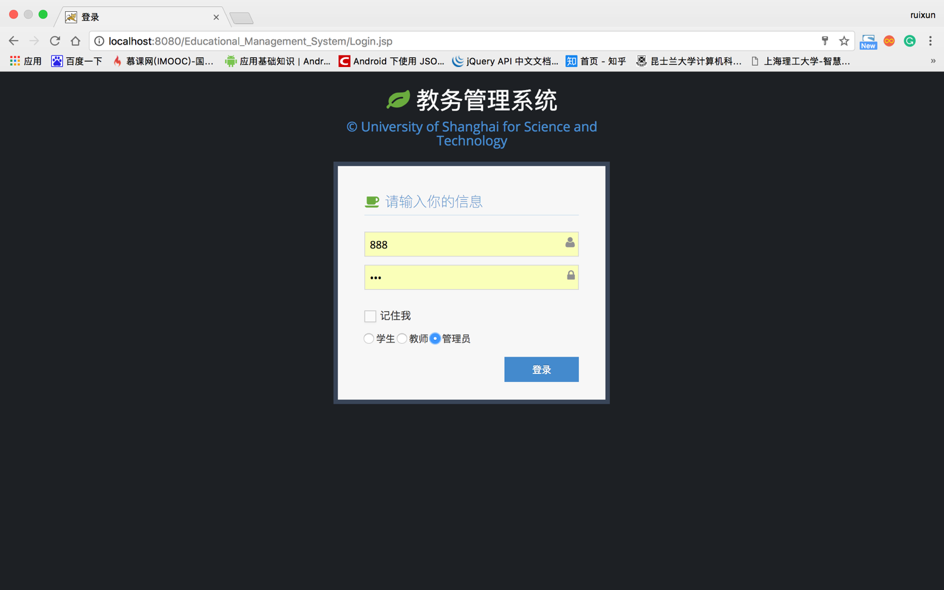 登录
ruixun
localhost:8080/Educational_Management_System/Login.jsp
New
应用 百度一下 慕课网(IMOOC)-国... 应用基础知识 | Andr... Android 下使用 JSO... jQuery API 中文文档... 知 首页 - 知乎 昆士兰大学计算机科... 上海理工大学-智慧... »
教务管理系统
© University of Shanghai for Science and
Technology
请输入你的信息
888
•••
记住我
学生 教师 管理员
登录